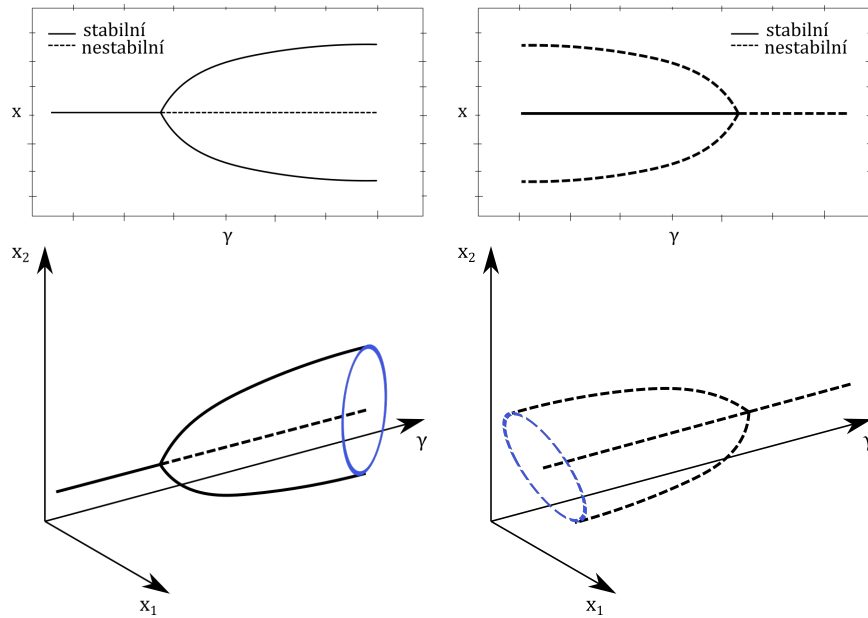 stabilní
nestabilní
x
γ
stabilní
nestabilní
x
γ
x2
γ
x1
x2
γ
x1